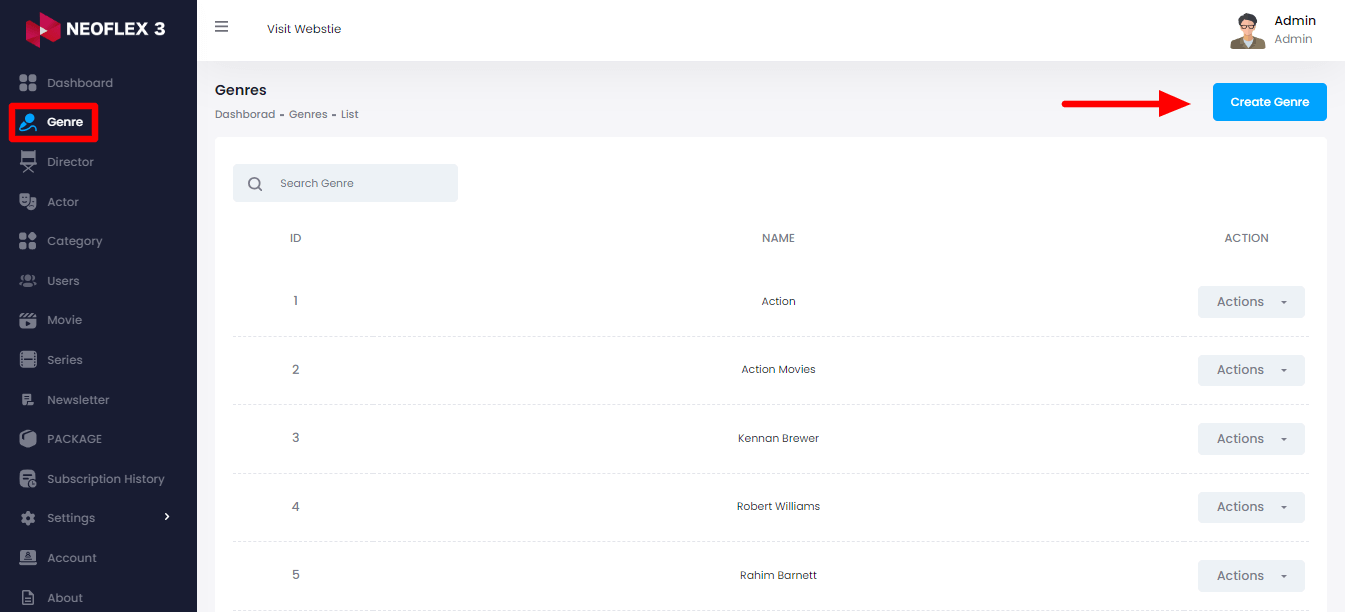 NEOFLEX 3
Visit Webstie
Admin
Admin
Dashboard
Genre
Director
Actor
Category
Users
Movie
Series
Newsletter
PACKAGE
Subscription History
Settings
Account
About
Genres
Dashborad - Genres - List
Create Genre
Search Genre
ID NAME ACTION
1 Action Actions
2 Action Movies Actions
3 Kennan Brewer Actions
4 Robert Williams Actions
5 Rahim Barnett Actions